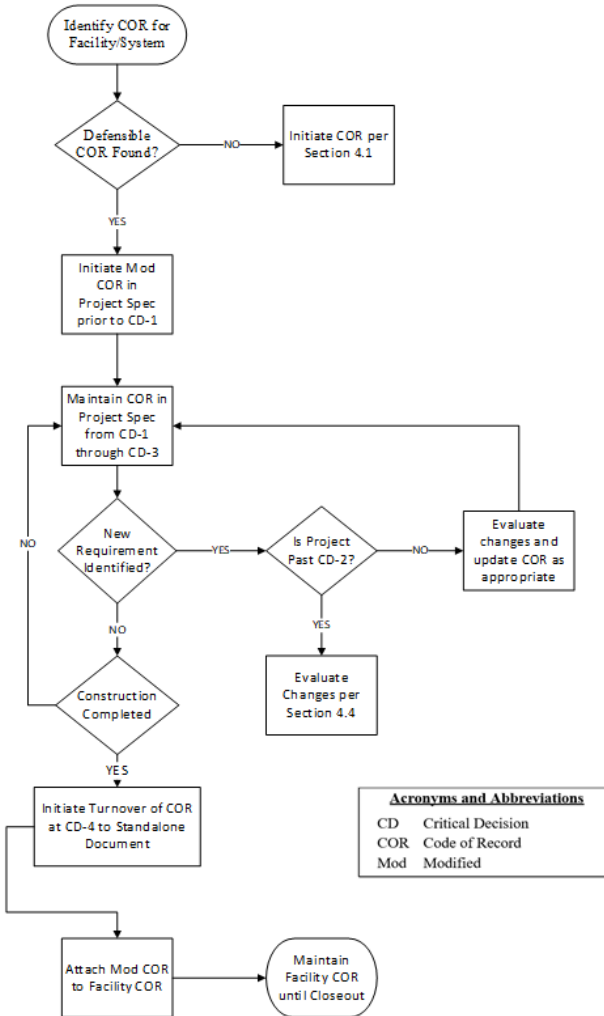 Identify COR for
Facility/System
Defensible
COR Found?
NO
Initiate COR per
Section 4.1
YES
Initiate Mod
COR in
Project Spec
prior to CD-1
Maintain COR in
Project Spec
from CD-1
through CD-3
NO
New
Requirement
Identified?
YES
Is Project
Past CD-2?
NO
Evaluate
changes and
update COR as
appropriate
NO
YES
Construction
Completed
Evaluate
Changes per
Section 4.4
YES
Initiate Turnover of COR
at CD-4 to Standalone
Document
Acronyms and Abbreviations
CD Critical Decision
COR Code of Record
Mod Modified
Attach Mod COR
to Facility COR
Maintain
Facility COR
until Closeout